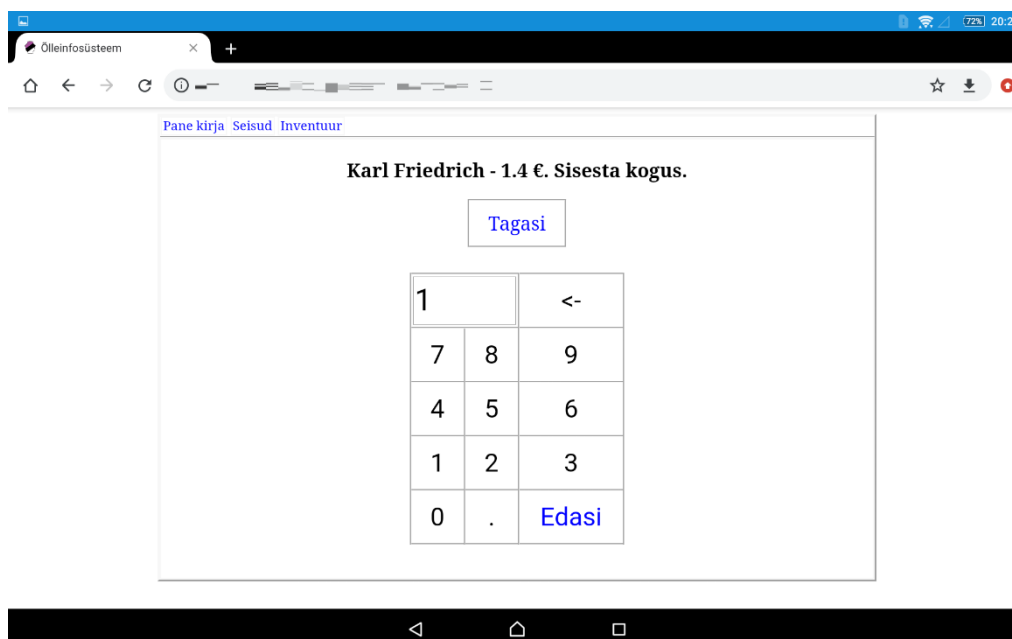 72% 20:2
Õlleinfosüsteem
Pane kirja Seisud Inventuur
Karl Friedrich - 1.4 €. Sisesta kogus.
Tagasi
1 <-
7 8 9
4 5 6
1 2 3
0 . Edasi